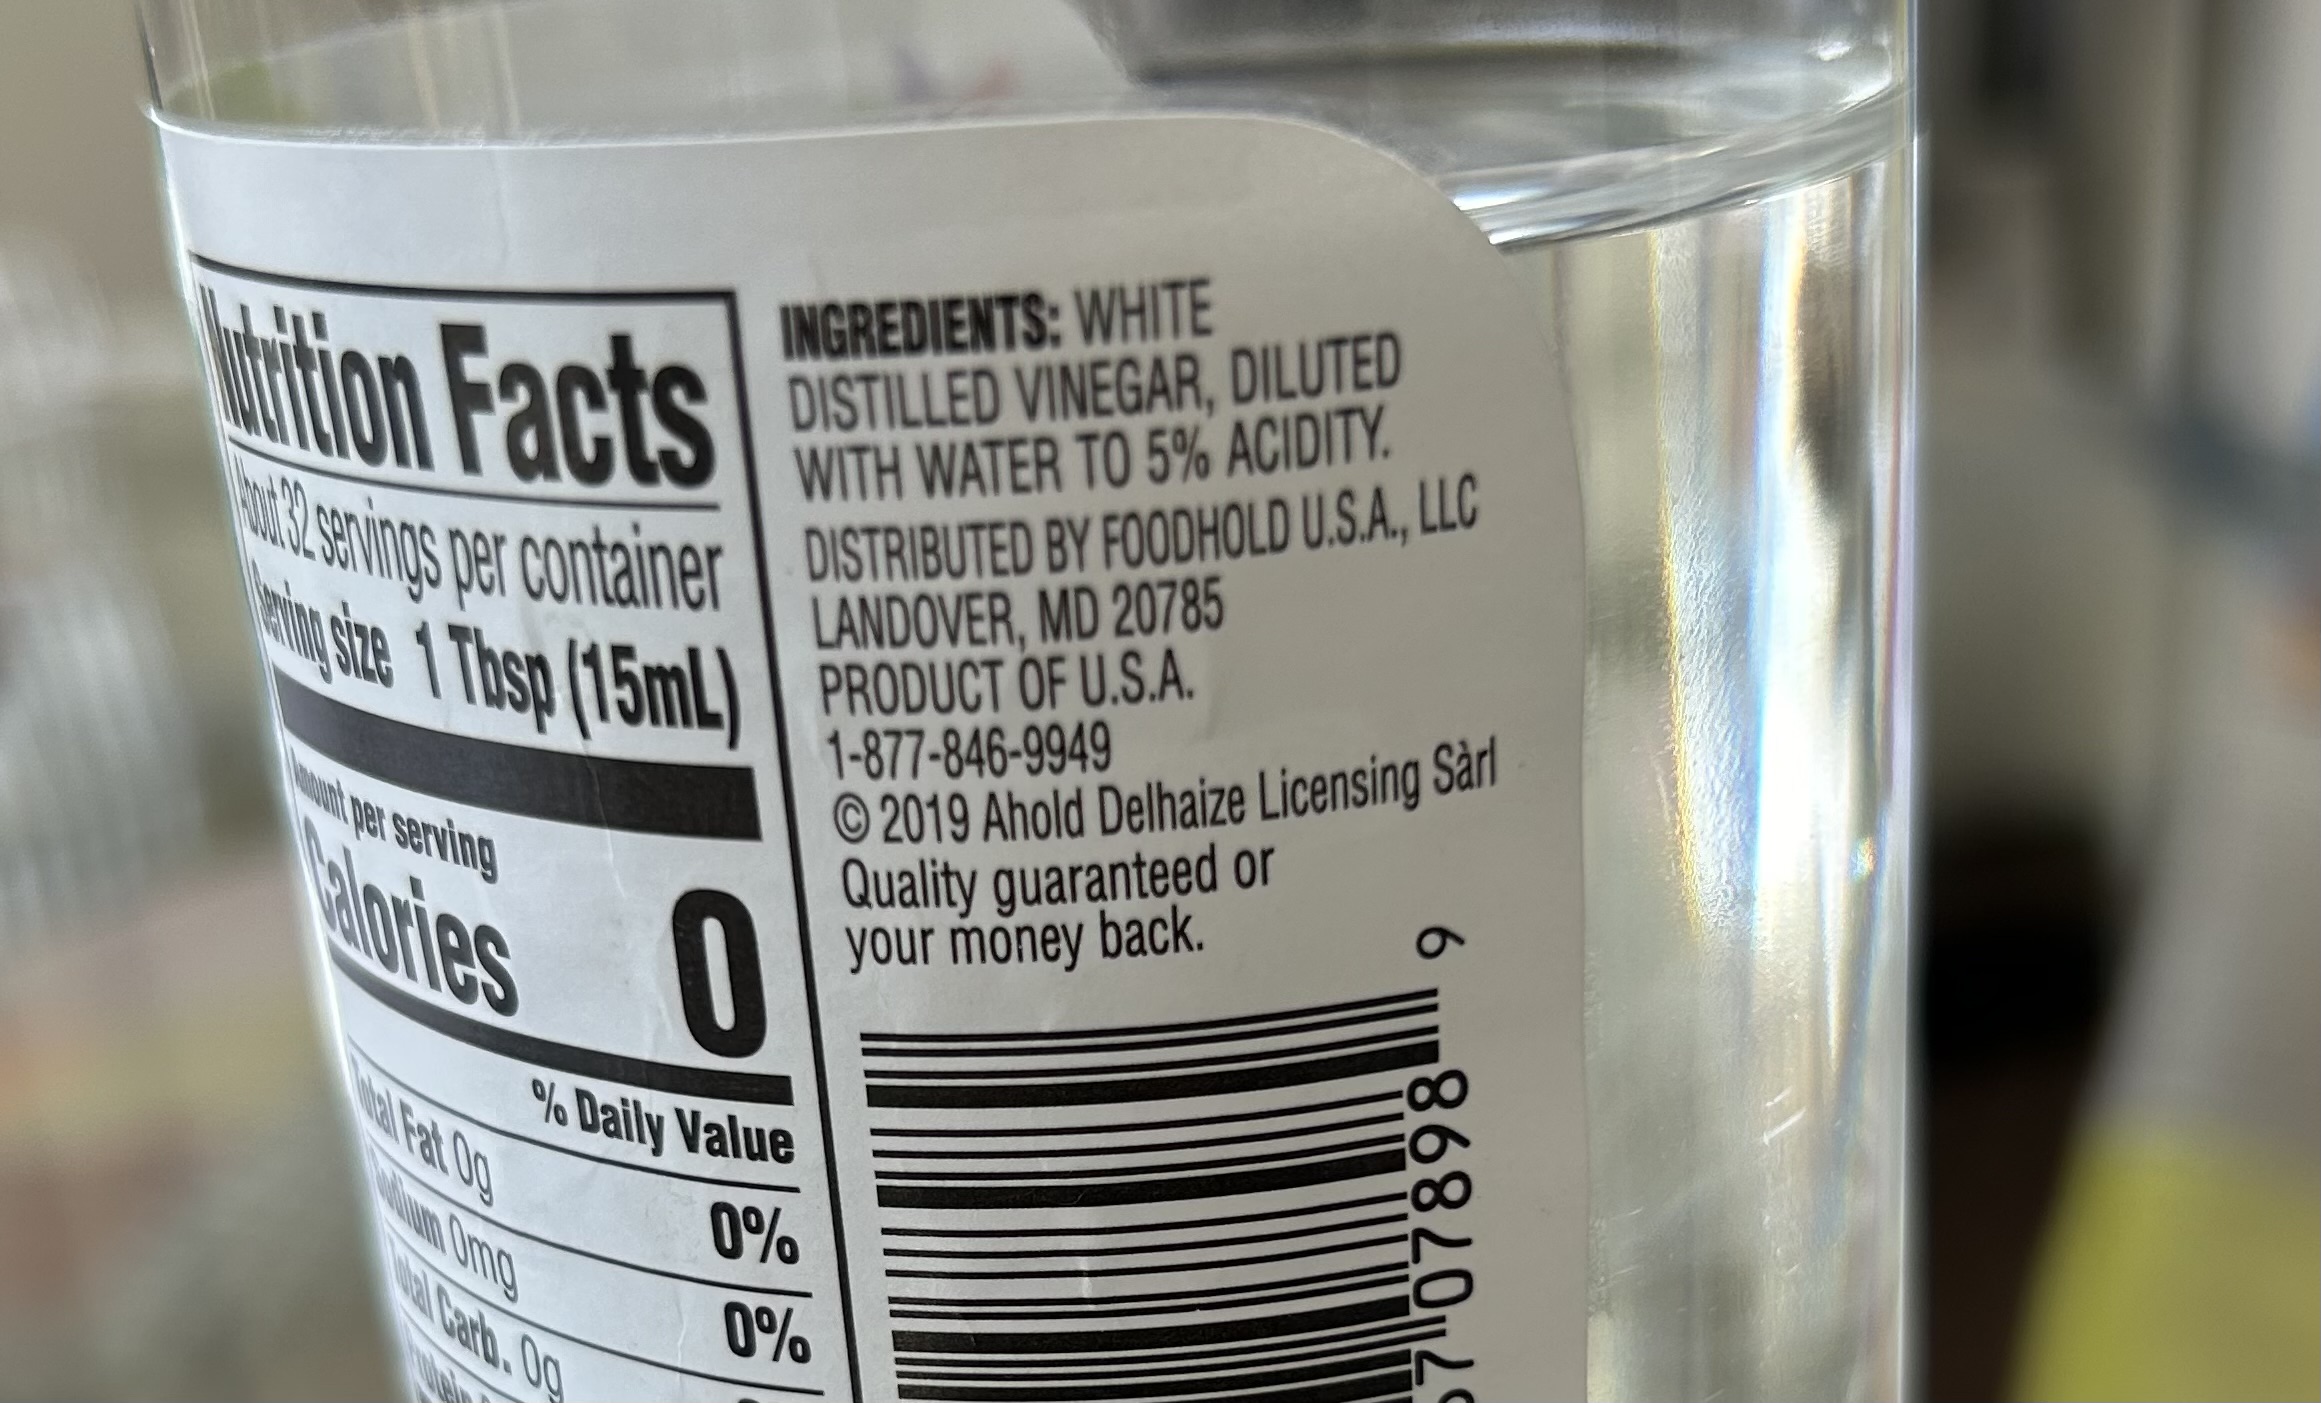 Nutrition Facts
About 32 servings per container
Serving size 1 Tbsp (15mL)
Amount per serving
Calories 0
% Daily Value
Total Fat 0g 0%
Sodium 0mg 0%
Total Carb. 0g
Protein
INGREDIENTS: WHITE
DISTILLED VINEGAR, DILUTED
WITH WATER TO 5% ACIDITY.
DISTRIBUTED BY FOODHOLD U.S.A., LLC
LANDOVER, MD 20785
PRODUCT OF U.S.A.
1-877-846-9949
© 2019 Ahold Delhaize Licensing Sàrl
Quality guaranteed or
your money back.
707898 9